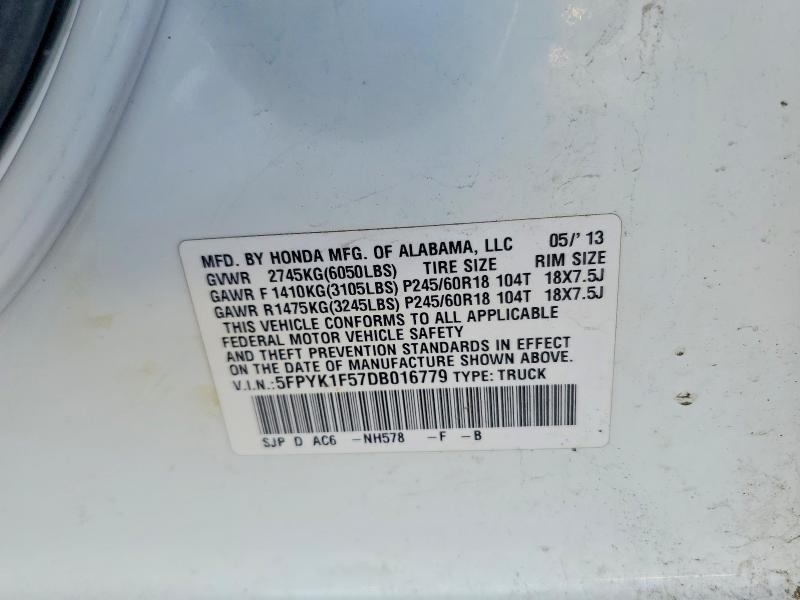 MFD. BY HONDA MFG. OF ALABAMA, LLC 05/' 13
GVWR 2745KG(6050LBS) TIRE SIZE RIM SIZE
GAWR F 1410KG(3105LBS) P245/60R18 104T 18X7.5J
GAWR R1475KG(3245LBS) P245/60R18 104T 18X7.5J
THIS VEHICLE CONFORMS TO ALL APPLICABLE
FEDERAL MOTOR VEHICLE SAFETY
AND THEFT PREVENTION STANDARDS IN EFFECT
ON THE DATE OF MANUFACTURE SHOWN ABOVE.
V.I.N.:5FPYK1F57DB016779 TYPE: TRUCK
SJP D AC6 -NH578 -F -B